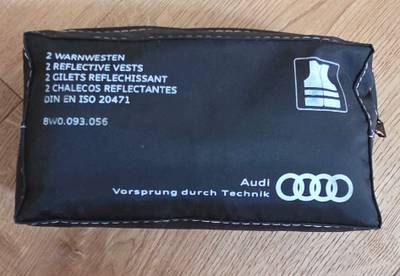 2 WARNWESTEN
2 REFLECTIVE VESTS
2 GILETS REFLECHISSANT
2 CHALECOS REFLECTANTES
DIN EN ISO 20471
8W0.093.056
Audi
Vorsprung durch Technik